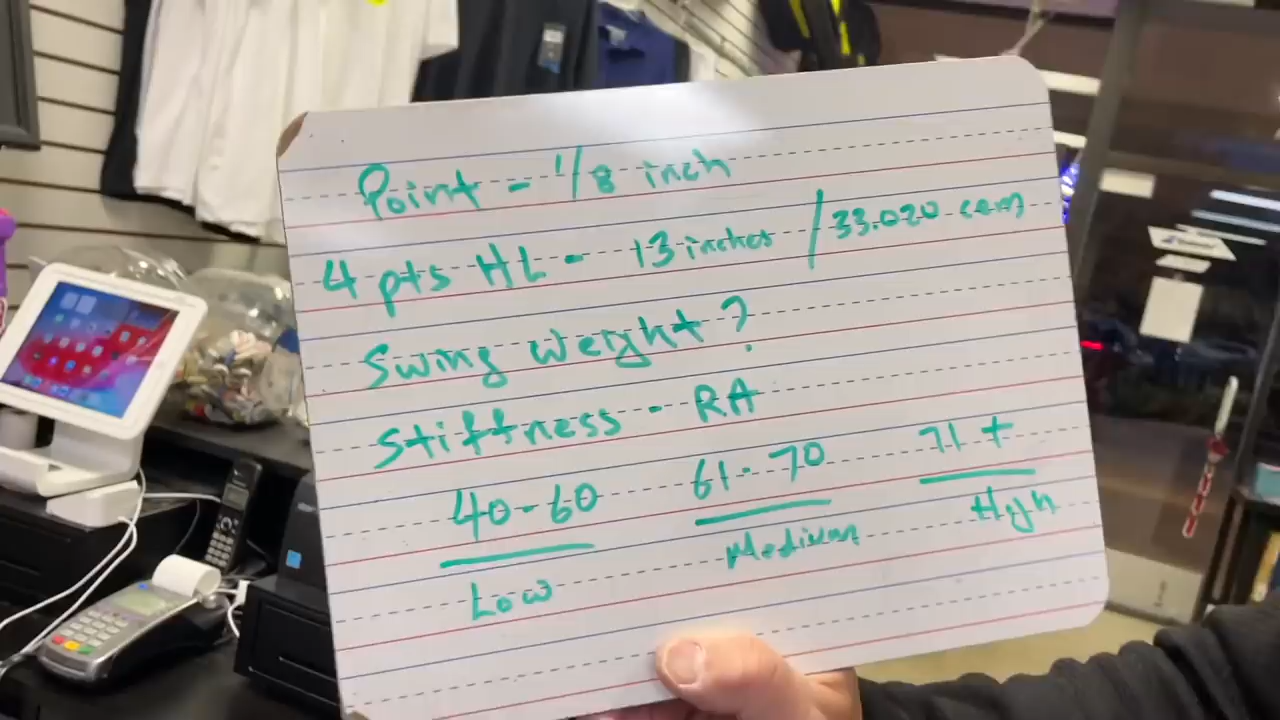 Point - 1/8 inch
4 pts HL - 13 inches / 33.020 cem
Swing Weight?
Stiffness - RA
40-60 61-70 71+
Low Medium High